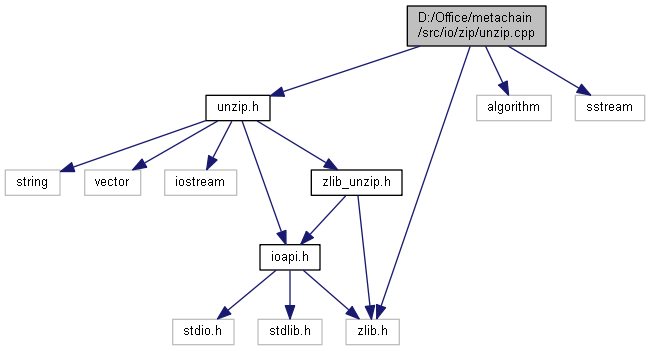 D:/Office/metachain
/src/io/zip/unzip.cpp
unzip.h
algorithm
sstream
string
vector
iostream
zlib_unzip.h
ioapi.h
stdio.h
stdlib.h
zlib.h